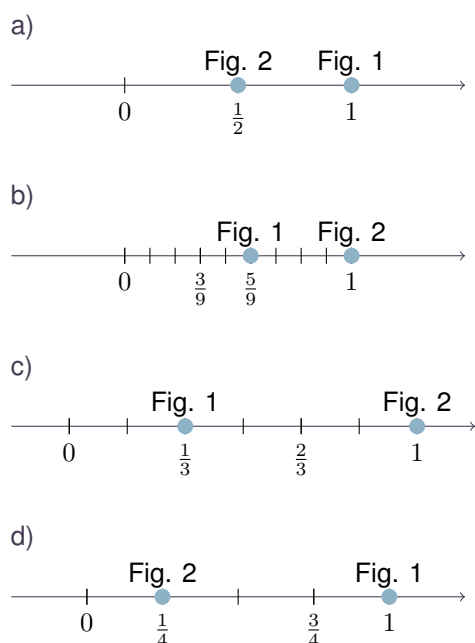 a)
Fig. 2 Fig. 1
0 1/2 1
b)
Fig. 1 Fig. 2
0 3/9 5/9 1
c)
Fig. 1 Fig. 2
0 1/3 2/3 1
d)
Fig. 2 Fig. 1
0 1/4 3/4 1